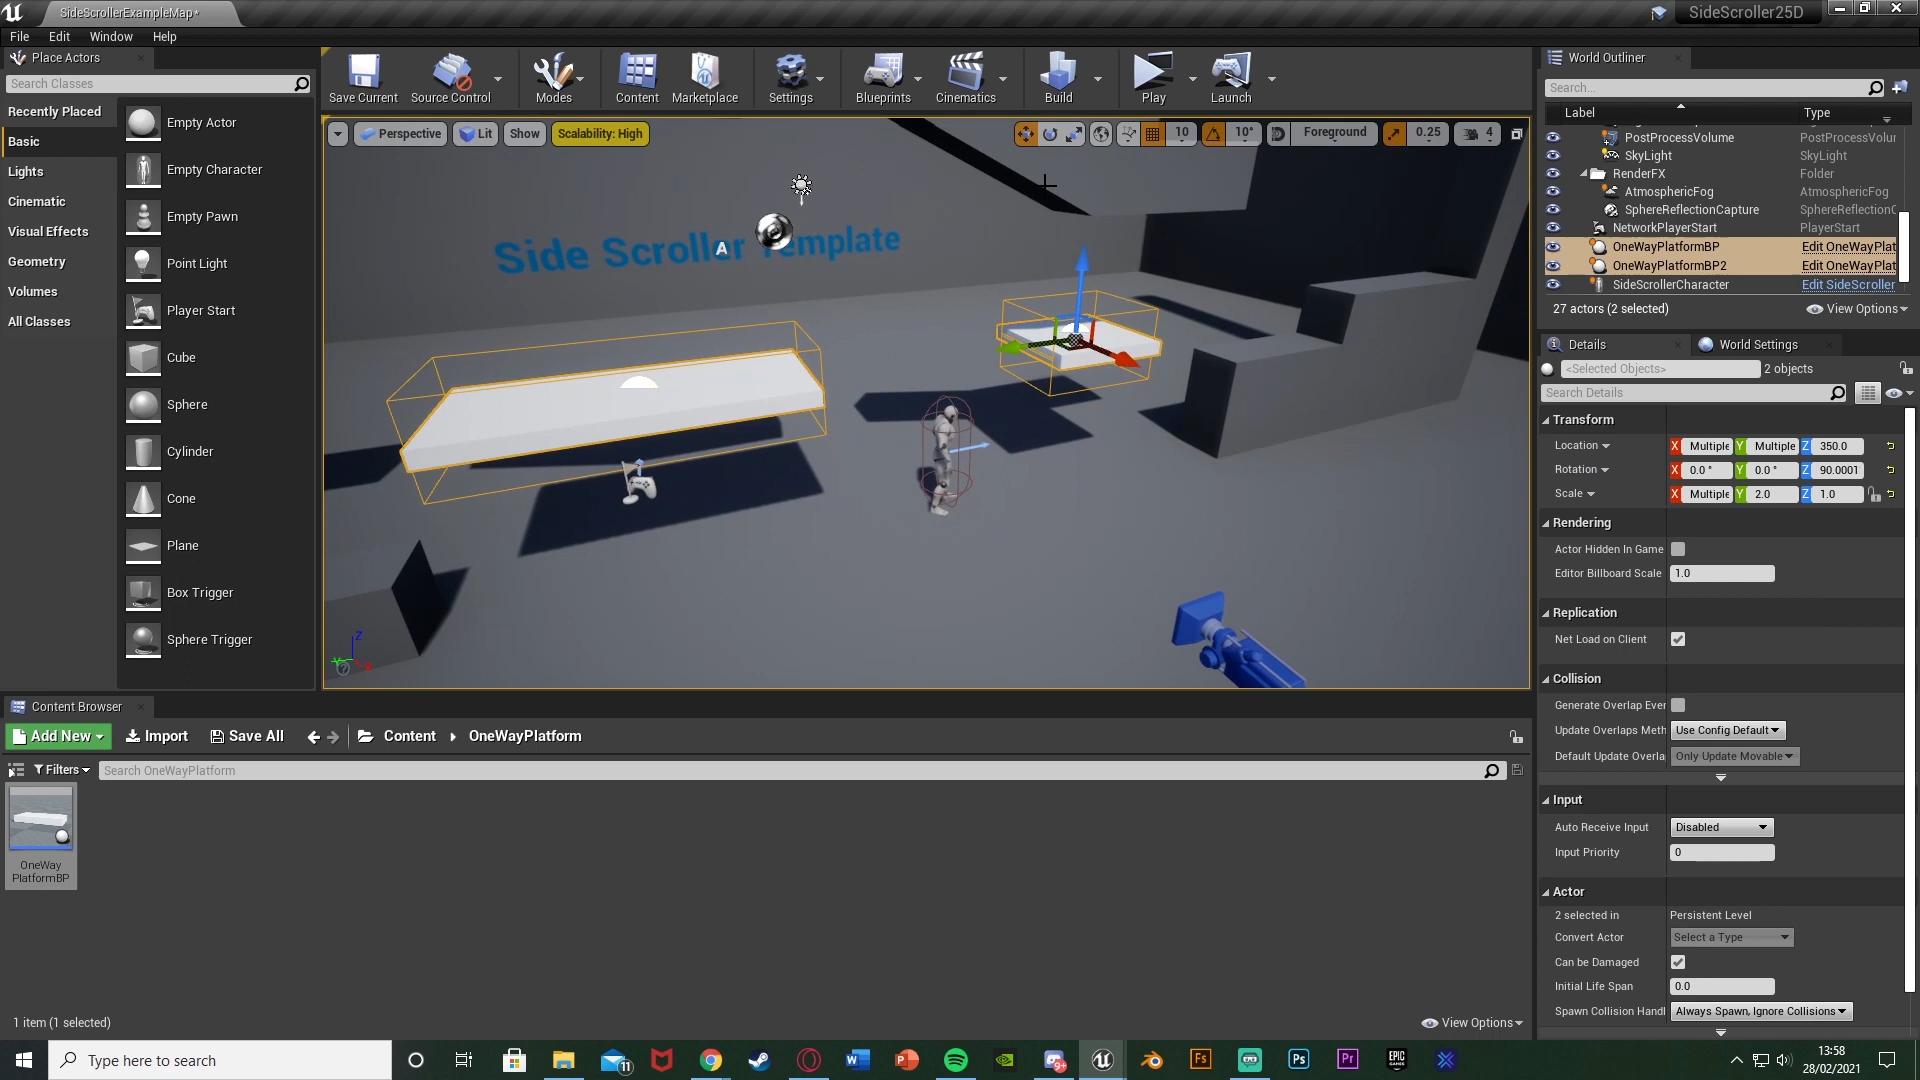 SideScrollerExampleMap*
SideScroller25D
File Edit Window Help
Place Actors
Search Classes
Recently Placed
Basic
Lights
Cinematic
Visual Effects
Geometry
Volumes
All Classes
Empty Actor
Empty Character
Empty Pawn
Point Light
Player Start
Cube
Sphere
Cylinder
Cone
Plane
Box Trigger
Sphere Trigger
Save Current
Source Control
Modes
Content
Marketplace
Settings
Blueprints
Cinematics
Build
Play
Launch
Perspective Lit Show Scalability: High
10 10° Foreground 0.25 4
Side Scroller Template
A
World Outliner
Search...
Label Type
PostProcessVolume PostProcessVolur
SkyLight SkyLight
RenderFX Folder
AtmosphericFog AtmosphericFog
SphereReflectionCapture SphereReflectionC
NetworkPlayerStart PlayerStart
OneWayPlatformBP Edit OneWayPlat
OneWayPlatformBP2 Edit OneWayPlat
SideScrollerCharacter Edit SideScroller
27 actors (2 selected) View Options
Details World Settings
<Selected Objects> 2 objects
Search Details
Transform
Location X Multiple Y Multiple Z 350.0
Rotation X 0.0 ° Y 0.0 ° Z 90.0001
Scale X Multiple Y 2.0 Z 1.0
Rendering
Actor Hidden In Game
Editor Billboard Scale 1.0
Replication
Net Load on Client
Collision
Generate Overlap Ever
Update Overlaps Meth Use Config Default
Default Update Overla Only Update Movable
Input
Auto Receive Input Disabled
Input Priority 0
Actor
2 selected in Persistent Level
Convert Actor Select a Type
Can be Damaged
Initial Life Span 0.0
Spawn Collision Handl Always Spawn, Ignore Collisions
Content Browser
Add New Import Save All Content OneWayPlatform
Filters Search OneWayPlatform
OneWay
PlatformBP
1 item (1 selected)
View Options
Type here to search
13:58
28/02/2021